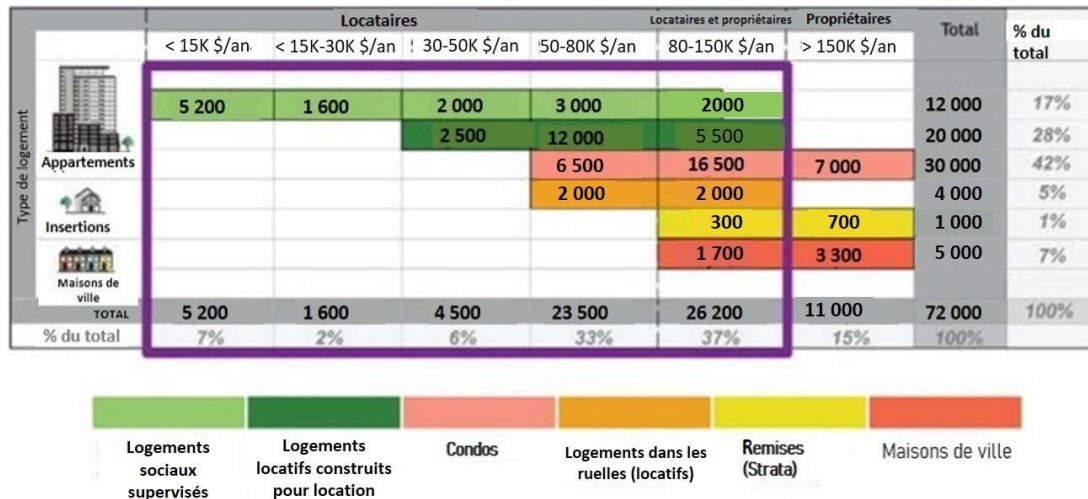 Locataires Locataires et propriétaires Propriétaires Total % du total
< 15K $/an < 15K-30K $/an 30-50K $/an 50-80K $/an 80-150K $/an > 150K $/an
Type de logement
5 200 1 600 2 000 3 000 2000 12 000 17%
2 500 12 000 5 500 20 000 28%
Appartements 6 500 16 500 7 000 30 000 42%
2 000 2 000 4 000 5%
Insertions 300 700 1 000 1%
1 700 3 300 5 000 7%
Maisons de ville
TOTAL 5 200 1 600 4 500 23 500 26 200 11 000 72 000 100%
% du total 7% 2% 6% 33% 37% 15% 100%
Logements sociaux supervisés
Logements locatifs construits pour location
Condos
Logements dans les ruelles (locatifs)
Remises (Strata)
Maisons de ville